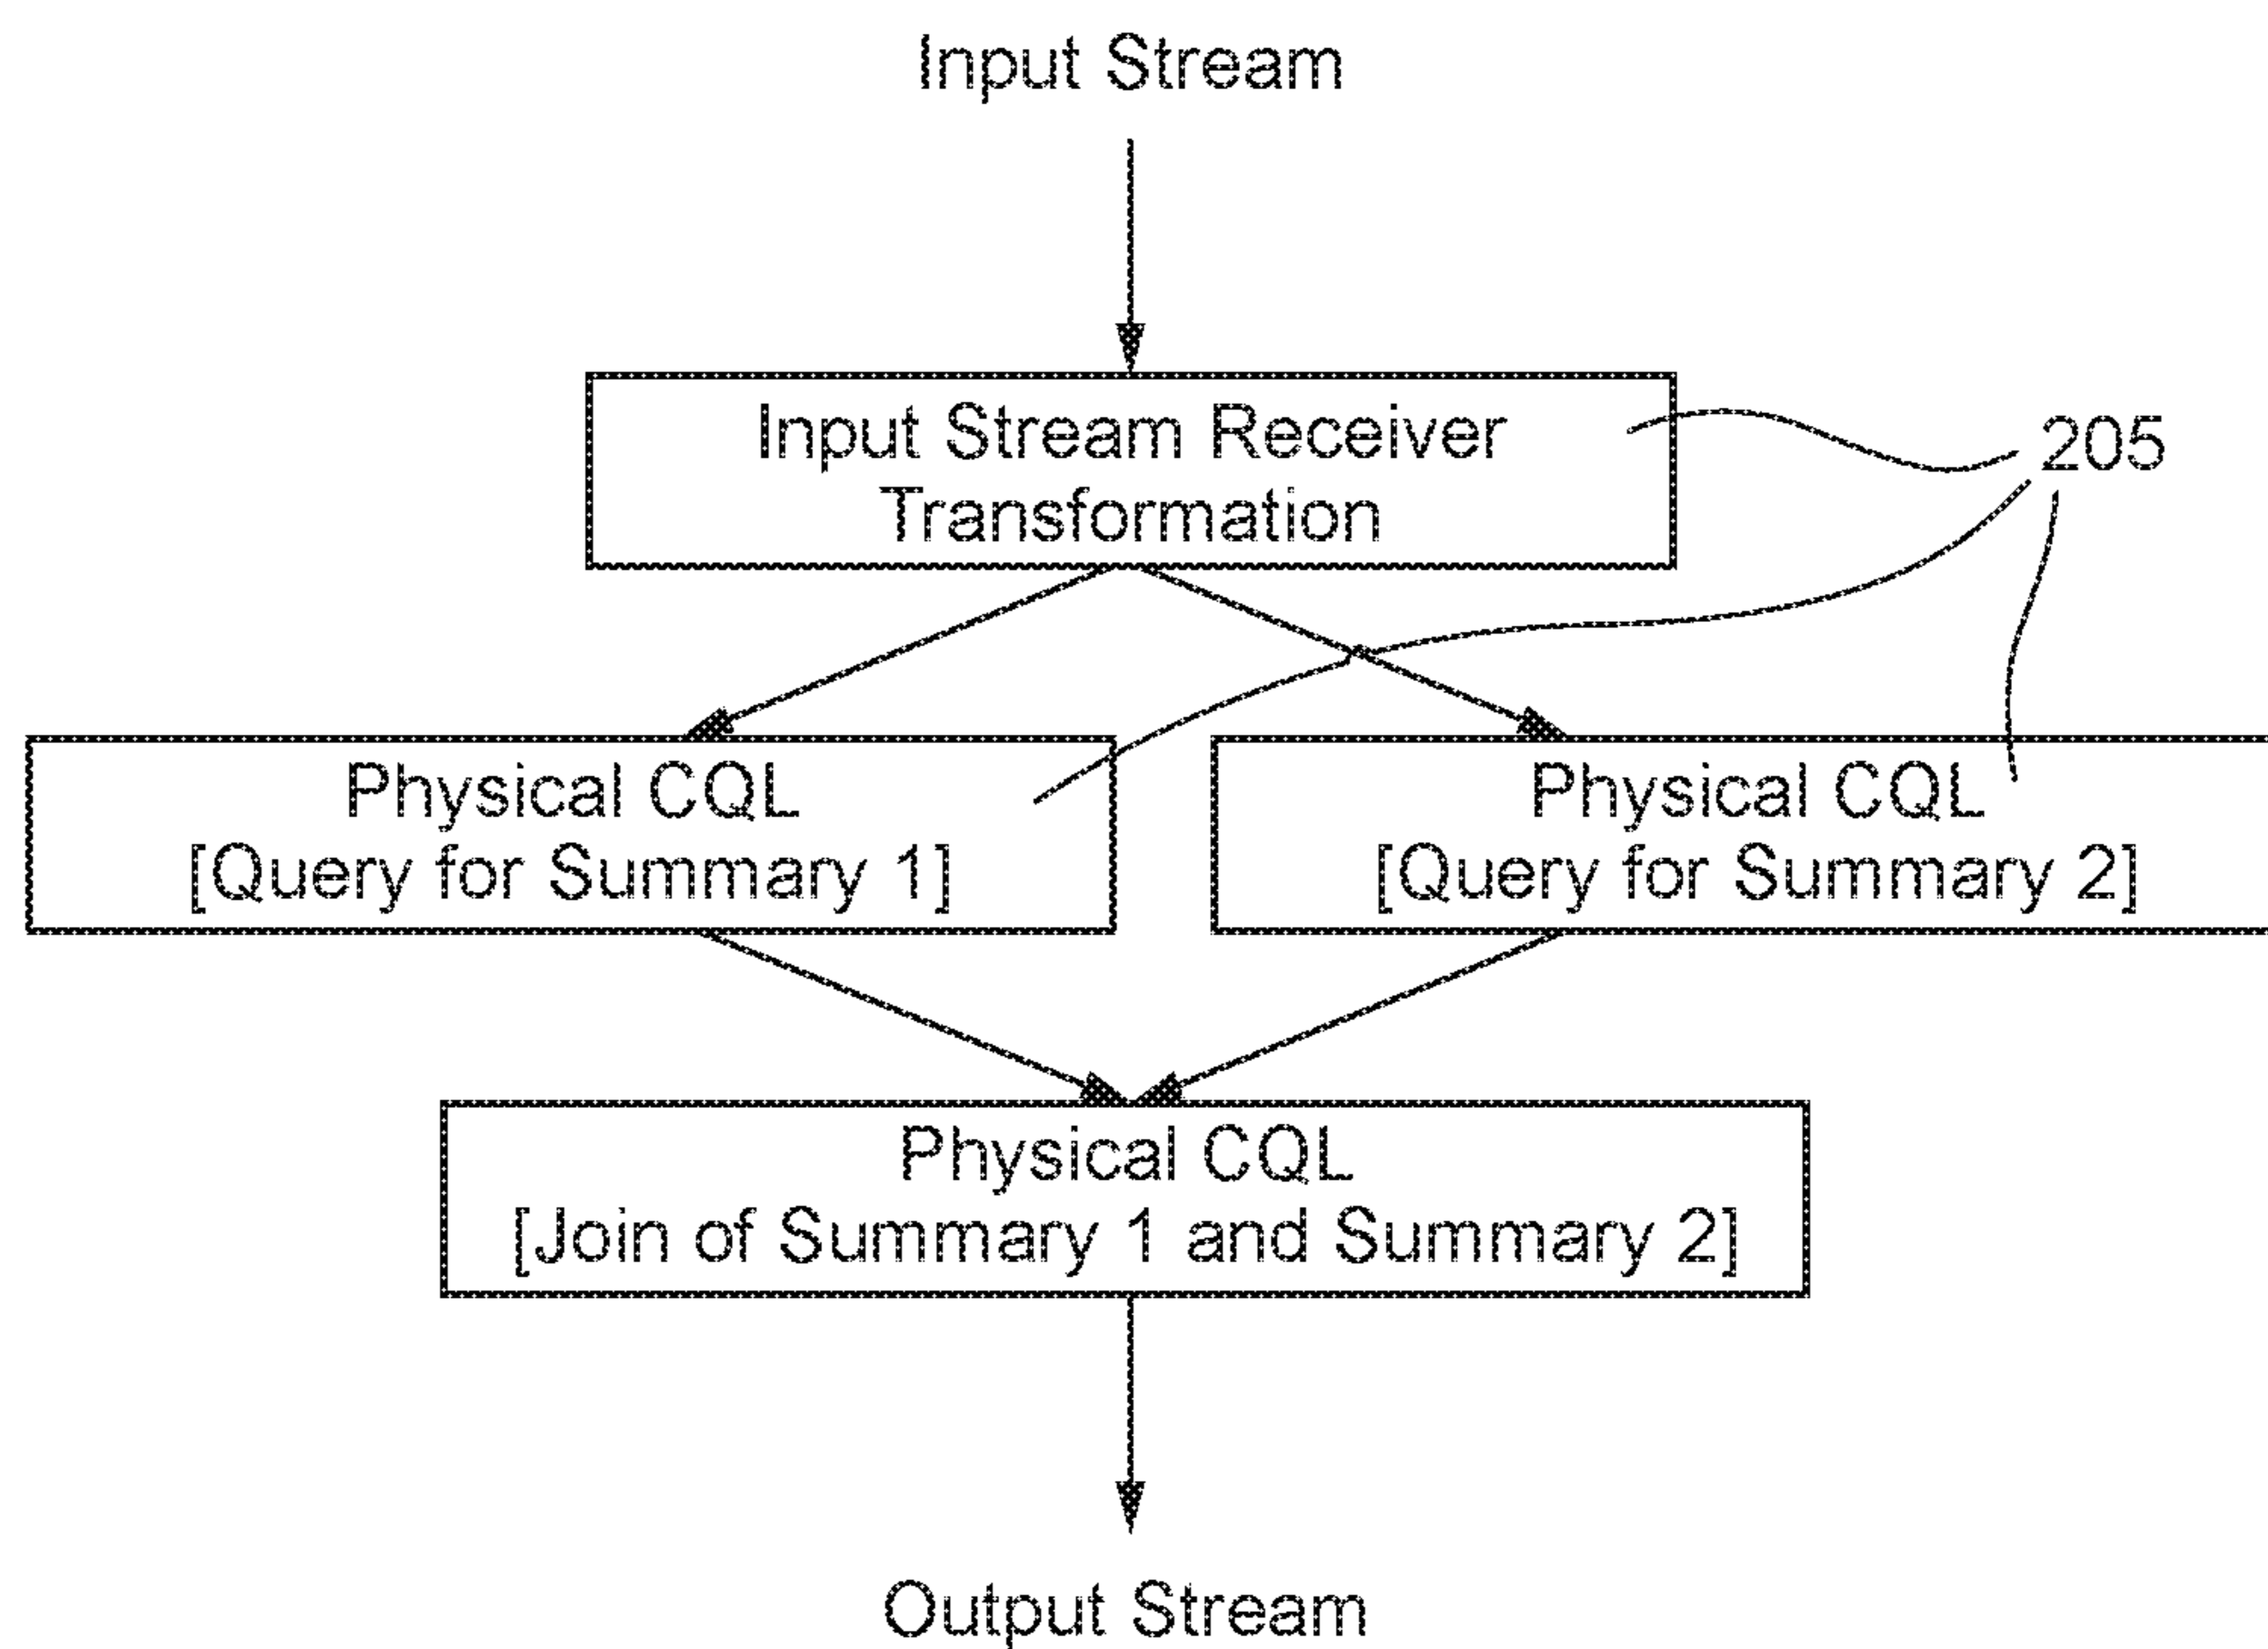 Input Stream
Input Stream Receiver
Transformation
205
Physical CQL
[Query for Summary 1]
Physical CQL
[Query for Summary 2]
Physical CQL
[Join of Summary 1 and Summary 2]
Output Stream